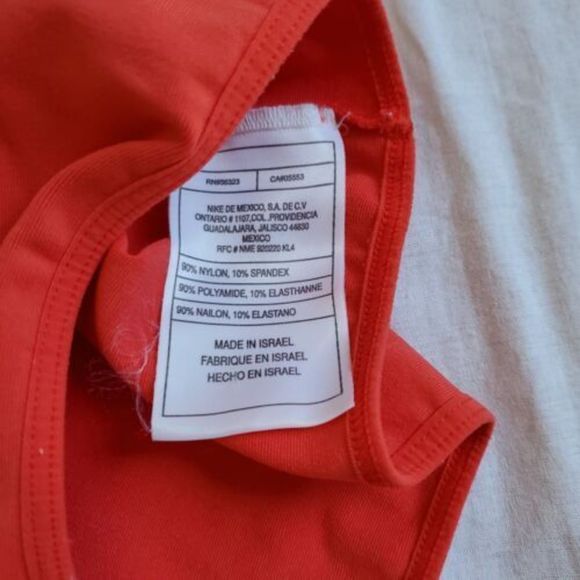 RN#56323 CA#05553
NIKE DE MEXICO, S.A. DE C.V
ONTARIO # 1107, COL. PROVIDENCIA
GUADALAJARA, JALISCO 44630
MEXICO
RFC # NME 920220 KL4
90% NYLON, 10% SPANDEX
90% POLYAMIDE, 10% ELASTHANNE
90% NAILON, 10% ELASTANO
MADE IN ISRAEL
FABRIQUE EN ISRAEL
HECHO EN ISRAEL